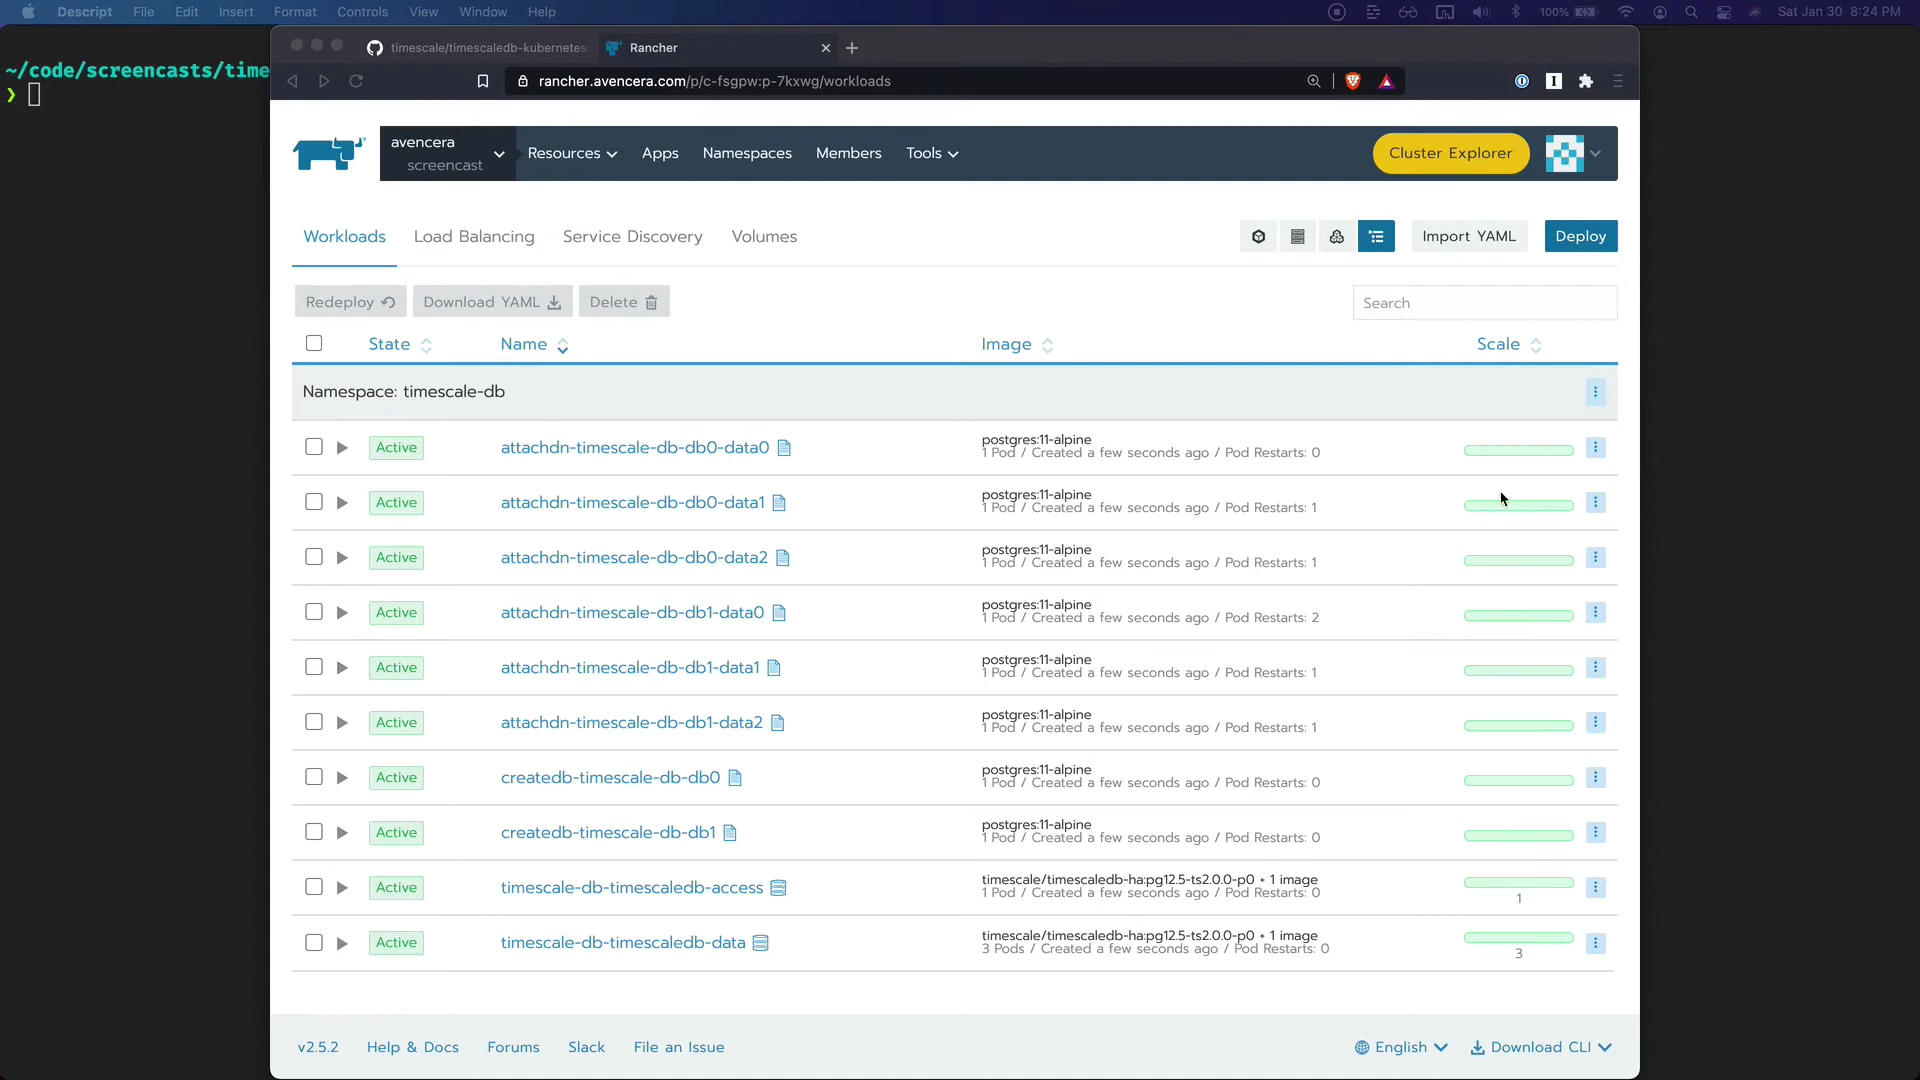 Descript File Edit Insert Format Controls View Window Help 100% Sat Jan 30 8:24 PM
timescale/timescaledb-kubernetes: Rancher
~/code/screencasts/time
rancher.avencera.com/p/c-fsgpw:p-7kxwg/workloads
avencera
screencast
Resources Apps Namespaces Members Tools Cluster Explorer
Workloads Load Balancing Service Discovery Volumes Import YAML Deploy
Redeploy Download YAML Delete Search
State Name Image Scale
Namespace: timescale-db
Active attachdn-timescale-db-db0-data0 postgres:11-alpine
1 Pod / Created a few seconds ago / Pod Restarts: 0
Active attachdn-timescale-db-db0-data1 postgres:11-alpine
1 Pod / Created a few seconds ago / Pod Restarts: 1
Active attachdn-timescale-db-db0-data2 postgres:11-alpine
1 Pod / Created a few seconds ago / Pod Restarts: 1
Active attachdn-timescale-db-db1-data0 postgres:11-alpine
1 Pod / Created a few seconds ago / Pod Restarts: 2
Active attachdn-timescale-db-db1-data1 postgres:11-alpine
1 Pod / Created a few seconds ago / Pod Restarts: 1
Active attachdn-timescale-db-db1-data2 postgres:11-alpine
1 Pod / Created a few seconds ago / Pod Restarts: 1
Active createdb-timescale-db-db0 postgres:11-alpine
1 Pod / Created a few seconds ago / Pod Restarts: 0
Active createdb-timescale-db-db1 postgres:11-alpine
1 Pod / Created a few seconds ago / Pod Restarts: 0
Active timescale-db-timescaledb-access timescale/timescaledb-ha:pg12.5-ts2.0.0-p0 + 1 image
1 Pod / Created a few seconds ago / Pod Restarts: 0 1
Active timescale-db-timescaledb-data timescale/timescaledb-ha:pg12.5-ts2.0.0-p0 + 1 image
3 Pods / Created a few seconds ago / Pod Restarts: 0 3
v2.5.2 Help & Docs Forums Slack File an Issue English Download CLI